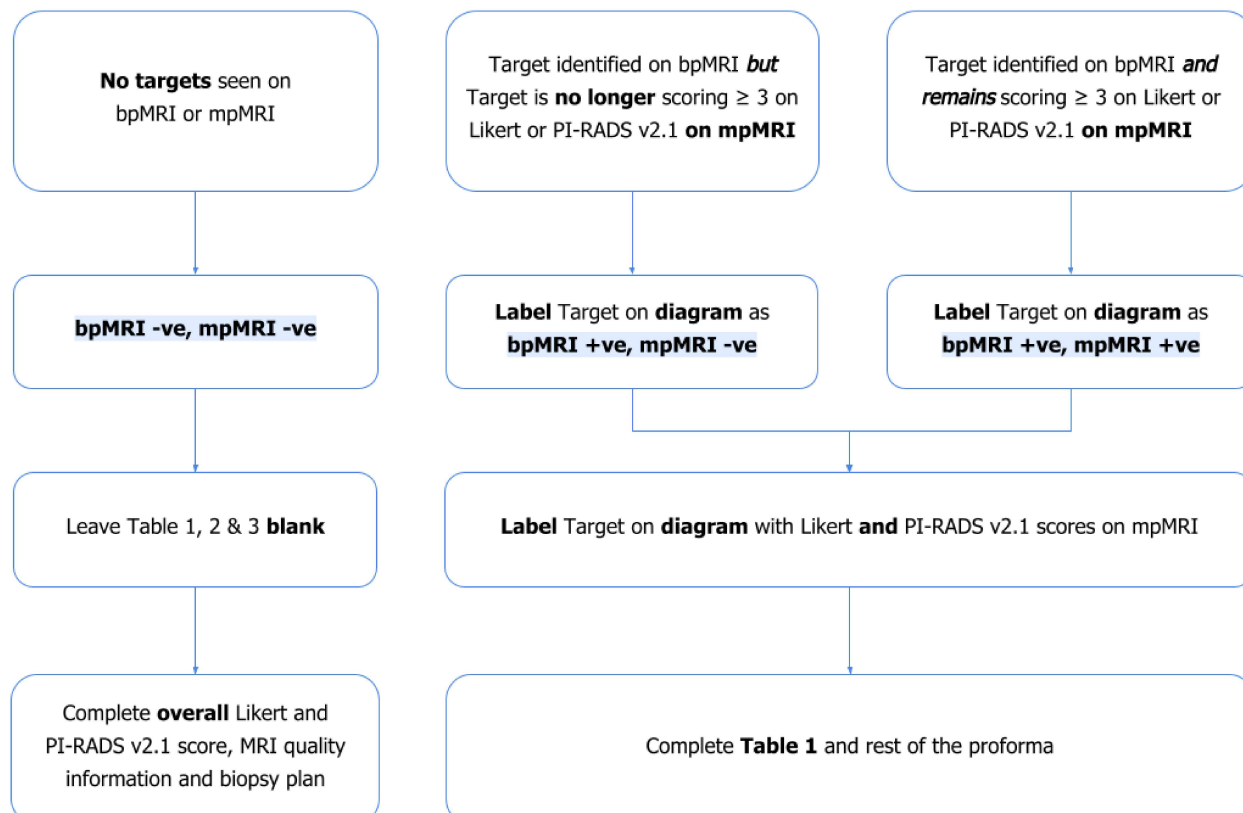 No targets seen on
bpMRI or mpMRI
Target identified on bpMRI but
Target is no longer scoring ≥ 3 on
Likert or PI-RADS v2.1 on mpMRI
Target identified on bpMRI and
remains scoring ≥ 3 on Likert or
PI-RADS v2.1 on mpMRI
bpMRI -ve, mpMRI -ve
Label Target on diagram as
bpMRI +ve, mpMRI -ve
Label Target on diagram as
bpMRI +ve, mpMRI +ve
Leave Table 1, 2 & 3 blank
Label Target on diagram with Likert and PI-RADS v2.1 scores on mpMRI
Complete overall Likert and
PI-RADS v2.1 score, MRI quality
information and biopsy plan
Complete Table 1 and rest of the proforma